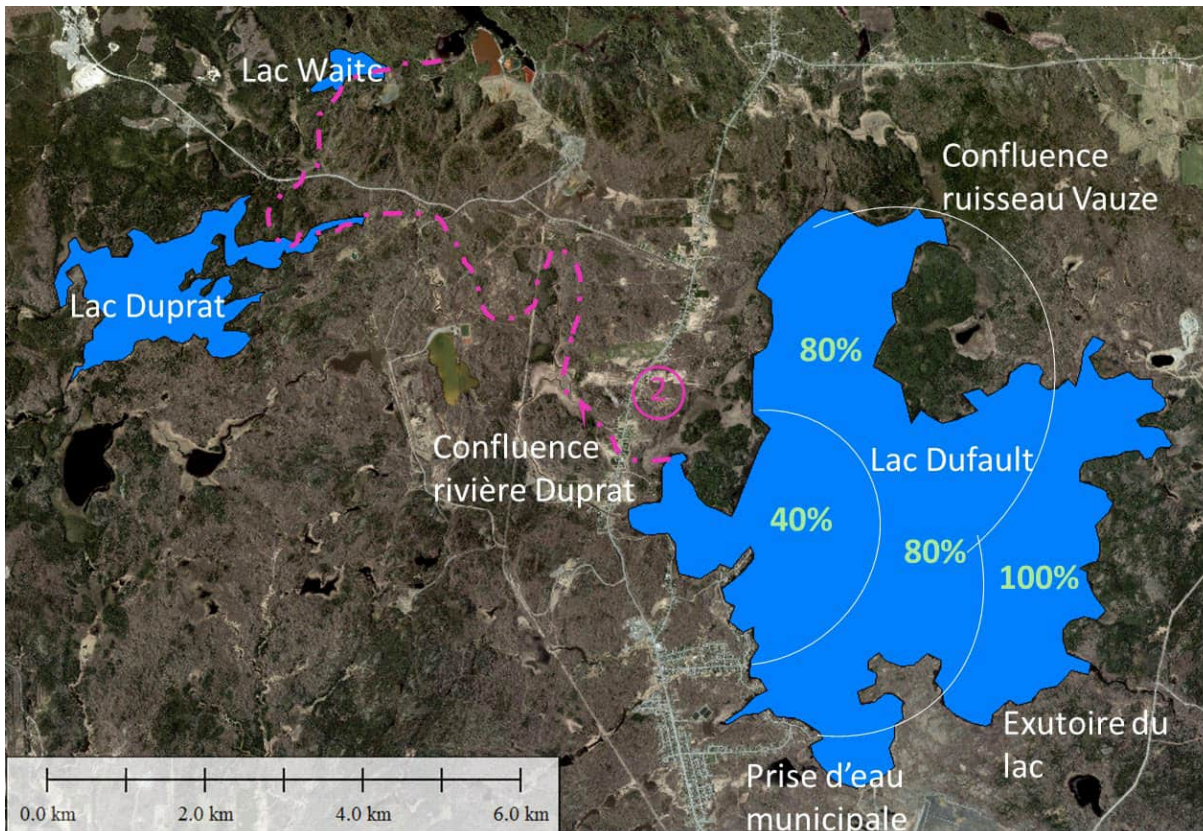 Lac Waite
Confluence
ruisseau Vauze
Lac Duprat
80%
2
Confluence
rivière Duprat
Lac Dufault
40%
80%
100%
Exutoire du
lac
Prise d'eau
municipale
0.0 km 2.0 km 4.0 km 6.0 km